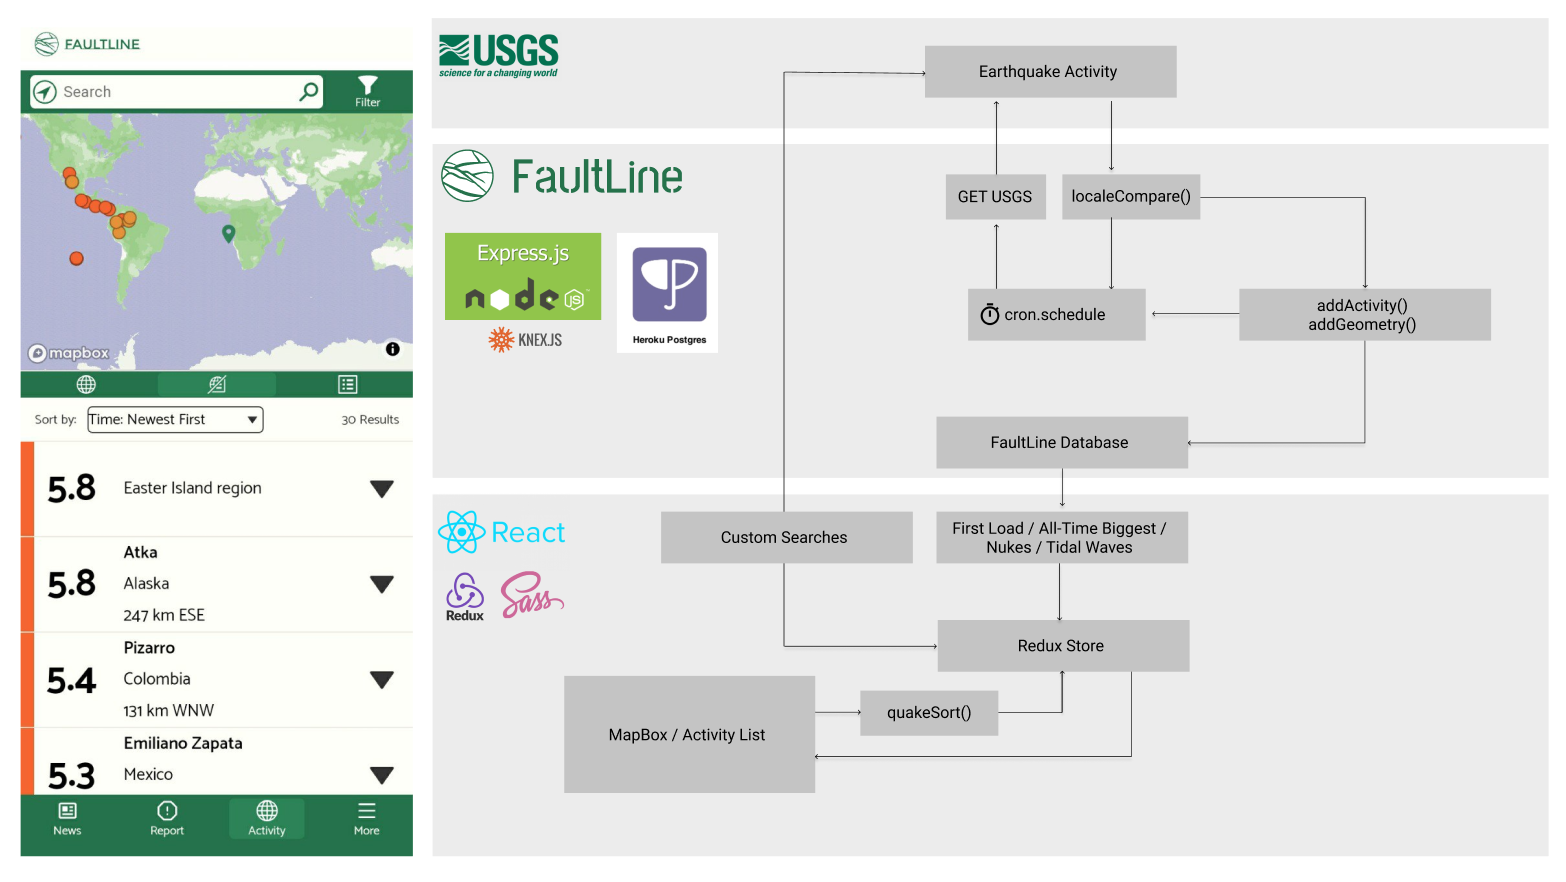 FAULTLINE
Search
Filter
mapbox
Sort by: Time: Newest First 30 Results
5.8 Easter Island region
Atka
5.8 Alaska
247 km ESE
Pizarro
5.4 Colombia
131 km WNW
Emiliano Zapata
5.3 Mexico
News Report Activity More
USGS
science for a changing world
Earthquake Activity
FaultLine
Express.js
node JS
KNEX.JS
Heroku Postgres
GET USGS
localeCompare()
cron.schedule
addActivity()
addGeometry()
FaultLine Database
React
Redux
Sass
Custom Searches
First Load / All-Time Biggest /
Nukes / Tidal Waves
Redux Store
MapBox / Activity List
quakeSort()